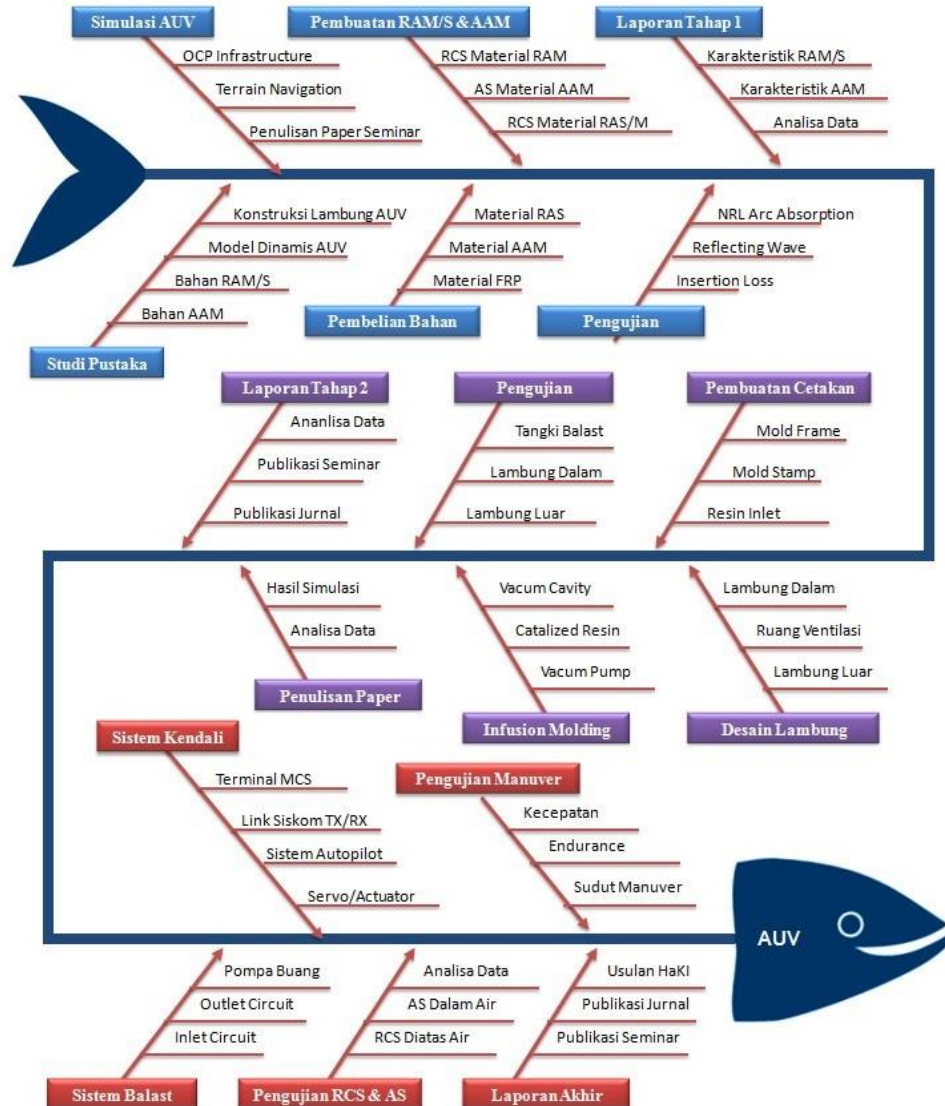 Simulasi AUV
OCP Infrastructure
Terrain Navigation
Penulisan Paper Seminar
Pembuatan RAM/S & AAM
RCS Material RAM
AS Material AAM
RCS Material RAS/M
Laporan Tahap 1
Karakteristik RAM/S
Karakteristik AAM
Analisa Data
Konstruksi Lambung AUV
Model Dinamis AUV
Bahan RAM/S
Bahan AAM
Studi Pustaka
Material RAS
Material AAM
Material FRP
Pembelian Bahan
NRL Arc Absorption
Reflecting Wave
Insertion Loss
Pengujian
Laporan Tahap 2
Ananlisa Data
Publikasi Seminar
Publikasi Jurnal
Pengujian
Tangki Balast
Lambung Dalam
Lambung Luar
Pembuatan Cetakan
Mold Frame
Mold Stamp
Resin Inlet
Hasil Simulasi
Analisa Data
Penulisan Paper
Vacum Cavity
Catalized Resin
Vacum Pump
Infusion Molding
Lambung Dalam
Ruang Ventilasi
Lambung Luar
Desain Lambung
Sistem Kendali
Terminal MCS
Link Siskom TX/RX
Sistem Autopilot
Servo/Actuator
Pengujian Manuver
Kecepatan
Endurance
Sudut Manuver
AUV
Pompa Buang
Outlet Circuit
Inlet Circuit
Sistem Balast
Analisa Data
AS Dalam Air
RCS Diatas Air
Pengujian RCS & AS
Usulan HaKI
Publikasi Jurnal
Publikasi Seminar
Laporan Akhir